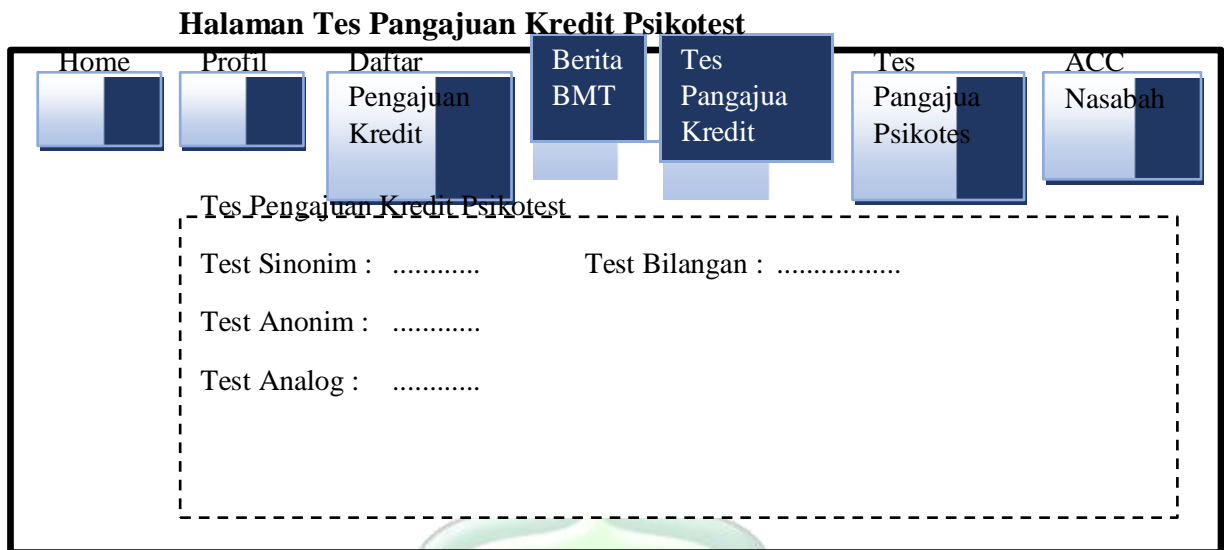 Halaman Tes Pangajuan Kredit Psikotest
Home
Profil
Daftar
Pengajuan
Kredit
Berita
BMT
Tes
Pangajua
Kredit
Tes
Pangajua
Psikotes
ACC
Nasabah
Tes Pengajuan Kredit Psikotest
Test Sinonim : ............ Test Bilangan : .................
Test Anonim : ............
Test Analog : ............